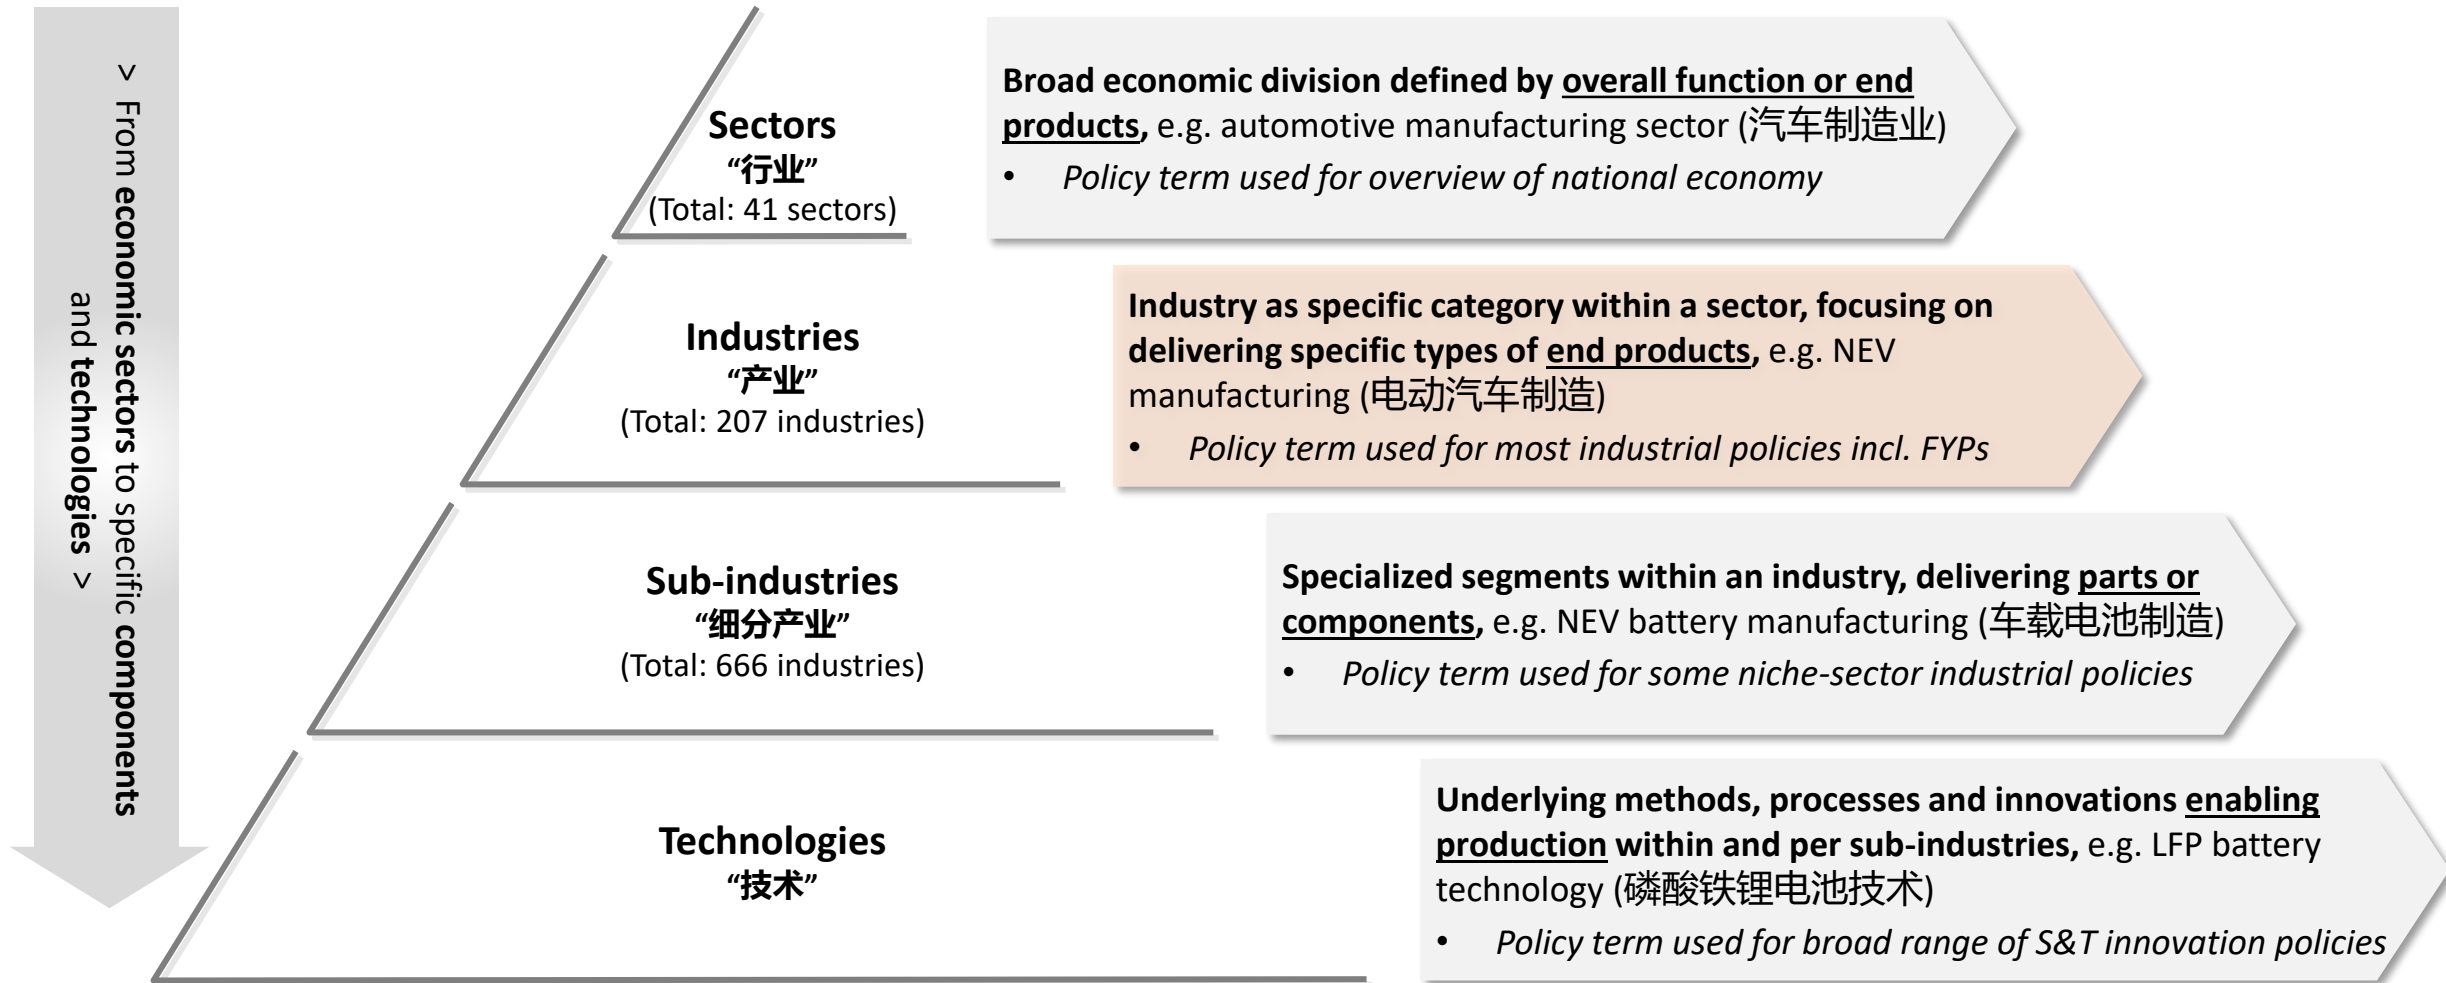 > From economic sectors to specific components
and technologies >
Sectors
“行业”
(Total: 41 sectors)
Broad economic division defined by overall function or end
products, e.g. automotive manufacturing sector (汽车制造业)
• Policy term used for overview of national economy
Industries
“产业”
(Total: 207 industries)
Industry as specific category within a sector, focusing on
delivering specific types of end products, e.g. NEV
manufacturing (电动汽车制造)
• Policy term used for most industrial policies incl. FYPs
Sub-industries
“细分产业”
(Total: 666 industries)
Specialized segments within an industry, delivering parts or
components, e.g. NEV battery manufacturing (车载电池制造)
• Policy term used for some niche-sector industrial policies
Technologies
“技术”
Underlying methods, processes and innovations enabling
production within and per sub-industries, e.g. LFP battery
technology (磷酸铁锂电池技术)
• Policy term used for broad range of S&T innovation policies